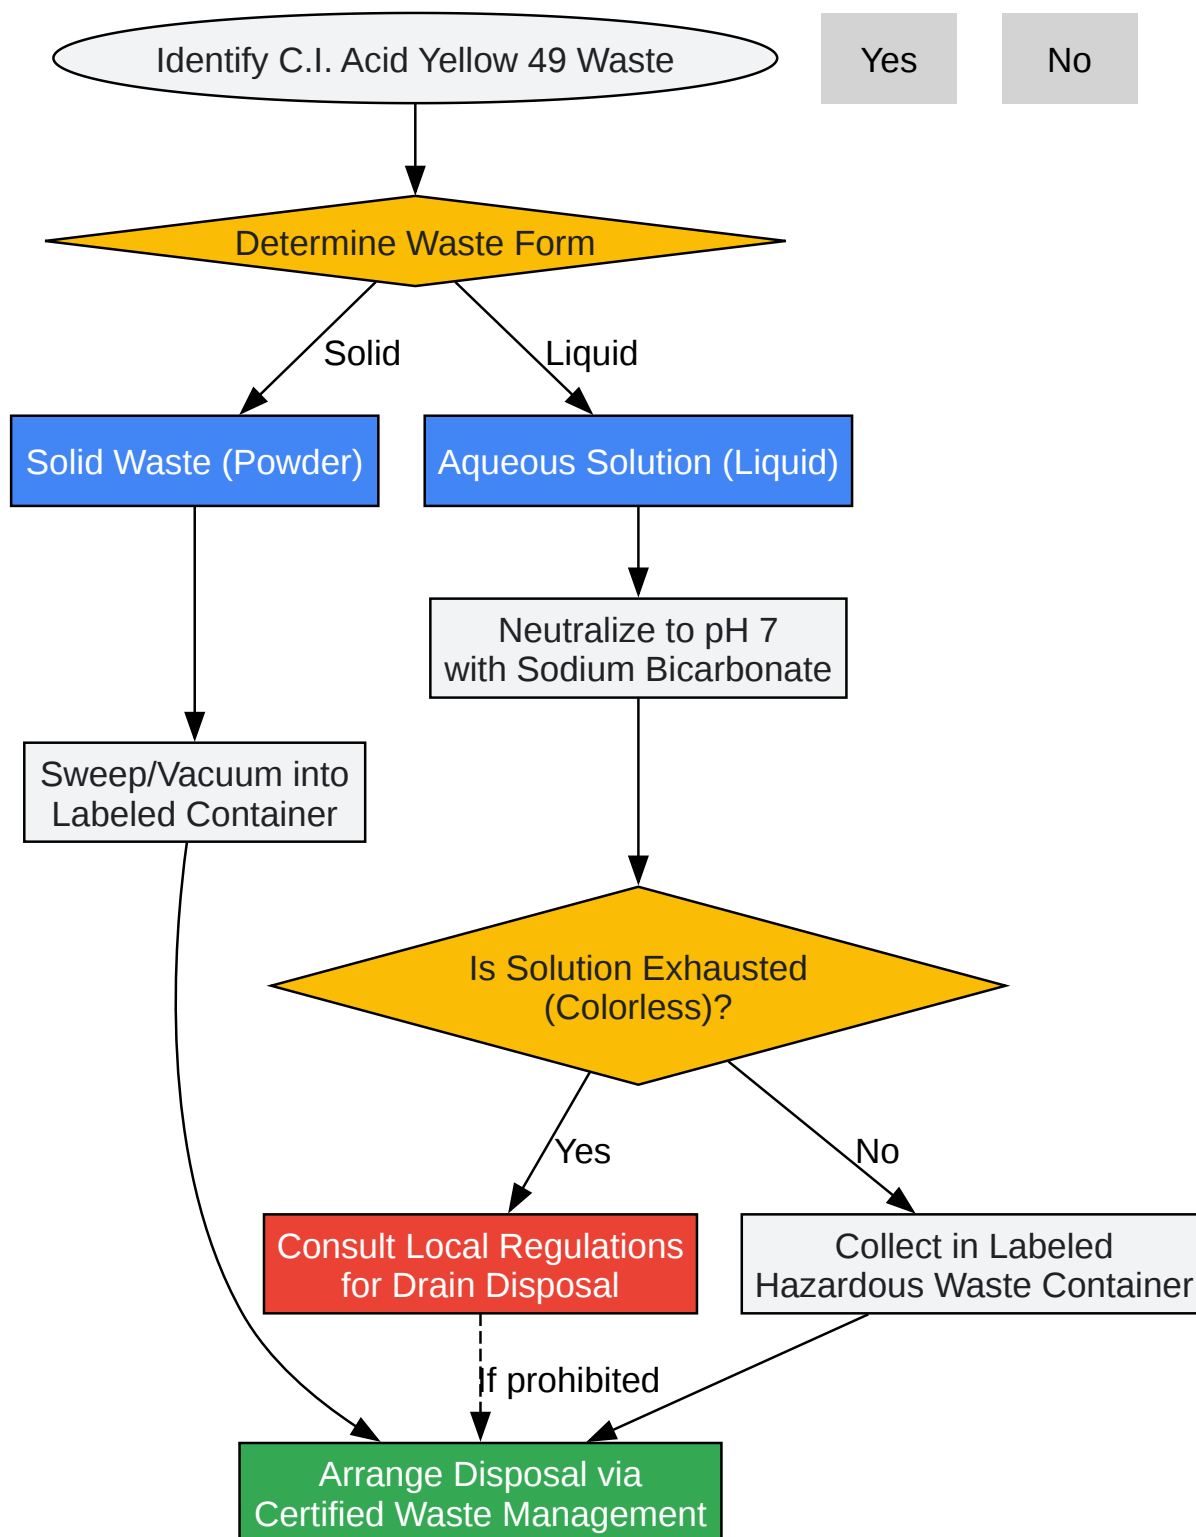 Identify C.I. Acid Yellow 49 Waste
Yes
No
Determine Waste Form
Solid
Liquid
Solid Waste (Powder)
Aqueous Solution (Liquid)
Neutralize to pH 7
with Sodium Bicarbonate
Sweep/Vacuum into
Labeled Container
Is Solution Exhausted
(Colorless)?
Yes
No
Consult Local Regulations
for Drain Disposal
Collect in Labeled
Hazardous Waste Container
If prohibited
Arrange Disposal via
Certified Waste Management